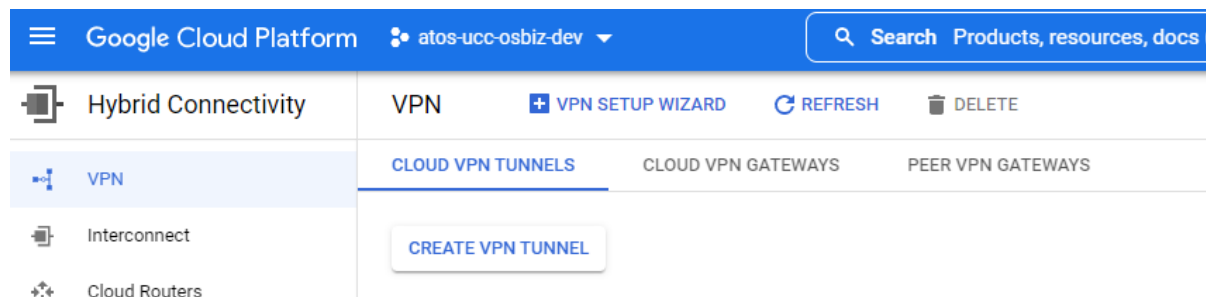 Google Cloud Platform atos-ucc-osbiz-dev Search Products, resources, docs
Hybrid Connectivity VPN VPN SETUP WIZARD REFRESH DELETE
VPN CLOUD VPN TUNNELS CLOUD VPN GATEWAYS PEER VPN GATEWAYS
Interconnect CREATE VPN TUNNEL
Cloud Routers